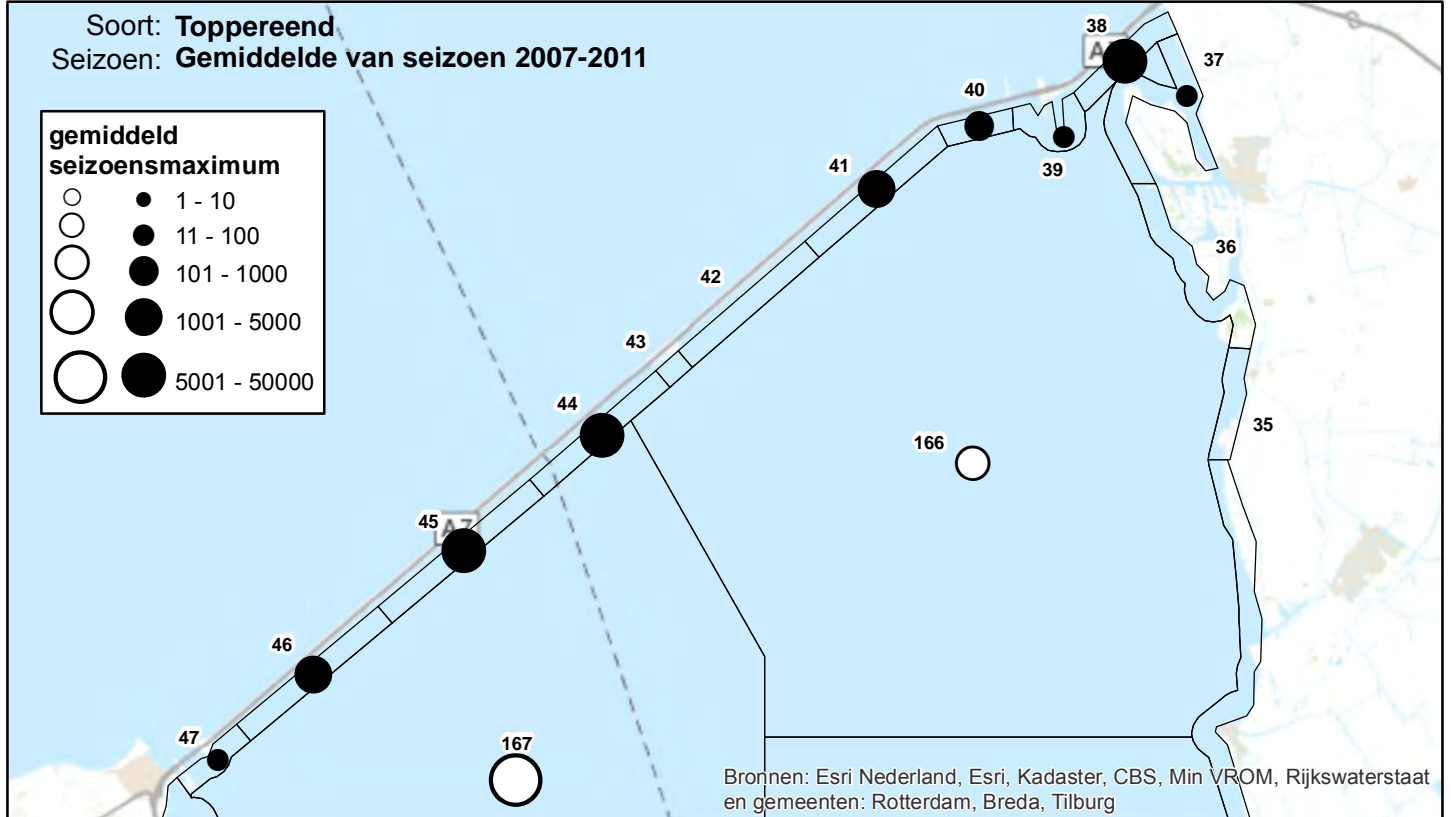 Soort: Toppereend
Seizoen: Gemiddelde van seizoen 2007-2011
gemiddeld
seizoensmaximum
1 - 10
11 - 100
101 - 1000
1001 - 5000
5001 - 50000
38
37
40
39
41
36
42
43
44
35
166
45
A7
46
47
167
Bronnen: Esri Nederland, Esri, Kadaster, CBS, Min VROM, Rijkswaterstaat
en gemeenten: Rotterdam, Breda, Tilburg